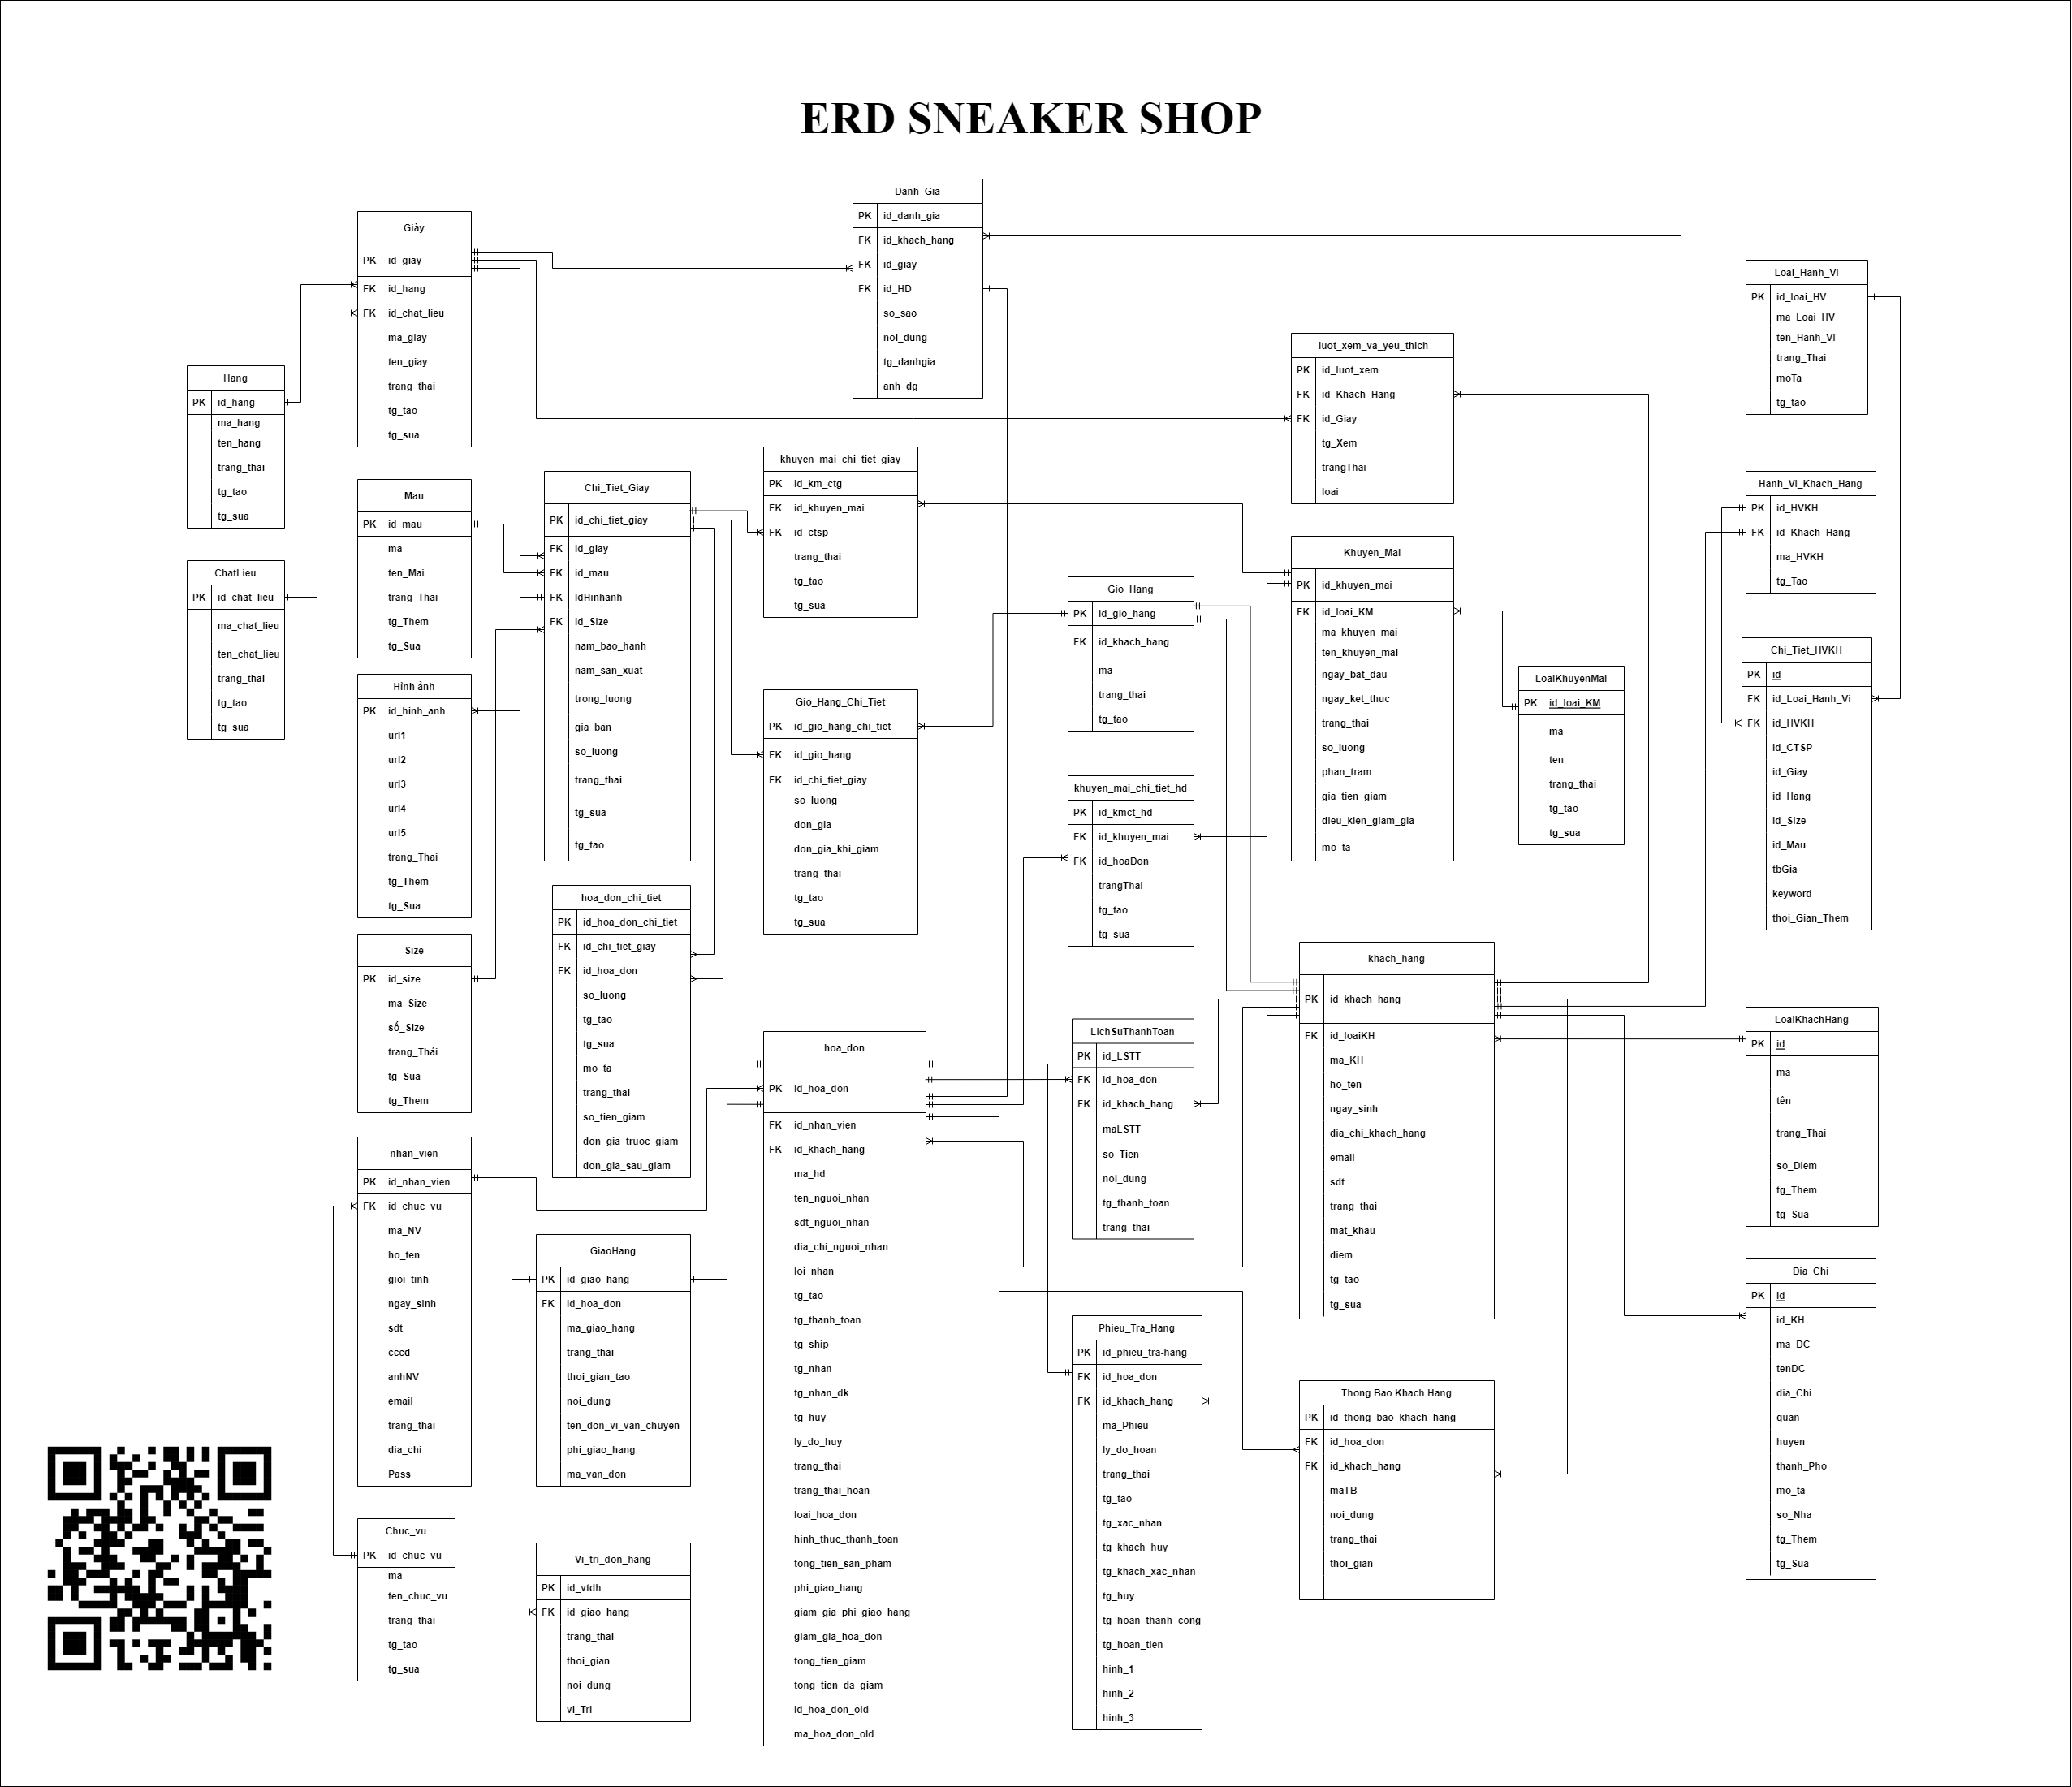 ERD SNEAKER SHOP
Danh_Gia
PK id_danh_gia
FK id_khach_hang
FK id_giay
FK id_HD
so_sao
noi_dung
tg_danhgia
anh_dg
Giày
PK id_giay
FK id_hang
FK id_chat_lieu
ma_giay
ten_giay
trang_thai
tg_tao
tg_sua
Loai_Hanh_Vi
PK id_loai_HV
ma_Loai_HV
ten_Hanh_Vi
trang_Thai
moTa
tg_tao
luot_xem_va_yeu_thich
PK id_luot_xem
FK id_Khach_Hang
FK id_Giay
tg_Xem
trangThai
loai
Hang
PK id_hang
ma_hang
ten_hang
trang_thai
tg_tao
tg_sua
khuyen_mai_chi_tiet_giay
PK id_km_ctg
FK id_khuyen_mai
FK id_ctsp
trang_thai
tg_tao
tg_sua
Mau
PK id_mau
ma
ten_Mai
trang_Thai
tg_Them
tg_Sua
Chi_Tiet_Giay
PK id_chi_tiet_giay
FK id_giay
FK id_mau
FK IdHinhanh
FK id_Size
nam_bao_hanh
nam_san_xuat
trong_luong
gia_ban
so_luong
trang_thai
tg_sua
tg_tao
Hanh_Vi_Khach_Hang
PK id_HVKH
FK id_Khach_Hang
ma_HVKH
tg_Tao
Khuyen_Mai
PK id_khuyen_mai
FK id_loai_KM
ma_khuyen_mai
ten_khuyen_mai
ngay_bat_dau
ngay_ket_thuc
trang_thai
so_luong
phan_tram
gia_tien_giam
dieu_kien_giam_gia
mo_ta
ChatLieu
PK id_chat_lieu
ma_chat_lieu
ten_chat_lieu
trang_thai
tg_tao
tg_sua
Gio_Hang
PK id_gio_hang
FK id_khach_hang
ma
trang_thai
tg_tao
Chi_Tiet_HVKH
PK id
FK id_Loai_Hanh_Vi
FK id_HVKH
id_CTSP
id_Giay
id_Hang
id_Size
id_Mau
tbGia
keyword
thoi_Gian_Them
LoaiKhuyenMai
PK id_loai_KM
ma
ten
trang_thai
tg_tao
tg_sua
Hình ảnh
PK id_hinh_anh
url1
url2
url3
url4
url5
trang_Thai
tg_Them
tg_Sua
Gio_Hang_Chi_Tiet
PK id_gio_hang_chi_tiet
FK id_gio_hang
FK id_chi_tiet_giay
so_luong
don_gia
don_gia_khi_giam
trang_thai
tg_tao
tg_sua
khuyen_mai_chi_tiet_hd
PK id_kmct_hd
FK id_khuyen_mai
FK id_hoaDon
trangThai
tg_tao
tg_sua
hoa_don_chi_tiet
PK id_hoa_don_chi_tiet
FK id_chi_tiet_giay
FK id_hoa_don
so_luong
tg_tao
tg_sua
mo_ta
trang_thai
so_tien_giam
don_gia_truoc_giam
don_gia_sau_giam
Size
PK id_size
ma_Size
số_Size
trang_Thái
tg_Sua
tg_Them
khach_hang
PK id_khach_hang
FK id_loaiKH
ma_KH
ho_ten
ngay_sinh
dia_chi_khach_hang
email
sdt
trang_thai
mat_khau
diem
tg_tao
tg_sua
LoaiKhachHang
PK id
ma
tên
trang_Thai
so_Diem
tg_Them
tg_Sua
LichSuThanhToan
PK id_LSTT
FK id_hoa_don
FK id_khach_hang
maLSTT
so_Tien
noi_dung
tg_thanh_toan
trang_thai
hoa_don
PK id_hoa_don
FK id_nhan_vien
FK id_khach_hang
ma_hd
ten_nguoi_nhan
sdt_nguoi_nhan
dia_chi_nguoi_nhan
loi_nhan
tg_tao
tg_thanh_toan
tg_ship
tg_nhan
tg_nhan_dk
tg_huy
ly_do_huy
trang_thai
trang_thai_hoan
loai_hoa_don
hinh_thuc_thanh_toan
tong_tien_san_pham
phi_giao_hang
giam_gia_phi_giao_hang
giam_gia_hoa_don
tong_tien_giam
tong_tien_da_giam
id_hoa_don_old
ma_hoa_don_old
nhan_vien
PK id_nhan_vien
FK id_chuc_vu
ma_NV
ho_ten
gioi_tinh
ngay_sinh
sdt
cccd
anhNV
email
trang_thai
dia_chi
Pass
GiaoHang
PK id_giao_hang
FK id_hoa_don
ma_giao_hang
trang_thai
thoi_gian_tao
noi_dung
ten_don_vi_van_chuyen
phi_giao_hang
ma_van_don
Dia_Chi
PK id
id_KH
ma_DC
tenDC
dia_Chi
quan
huyen
thanh_Pho
mo_ta
so_Nha
tg_Them
tg_Sua
Phieu_Tra_Hang
PK id_phieu_tra-hang
FK id_hoa_don
FK id_khach_hang
ma_Phieu
ly_do_hoan
trang_thai
tg_tao
tg_xac_nhan
tg_khach_huy
tg_khach_xac_nhan
tg_huy
tg_hoan_thanh_cong
tg_hoan_tien
hinh_1
hinh_2
hinh_3
Thong Bao Khach Hang
PK id_thong_bao_khach_hang
FK id_hoa_don
FK id_khach_hang
maTB
noi_dung
trang_thai
thoi_gian
Chuc_vu
PK id_chuc_vu
ma
ten_chuc_vu
trang_thai
tg_tao
tg_sua
Vi_tri_don_hang
PK id_vtdh
FK id_giao_hang
trang_thai
thoi_gian
noi_dung
vi_Tri